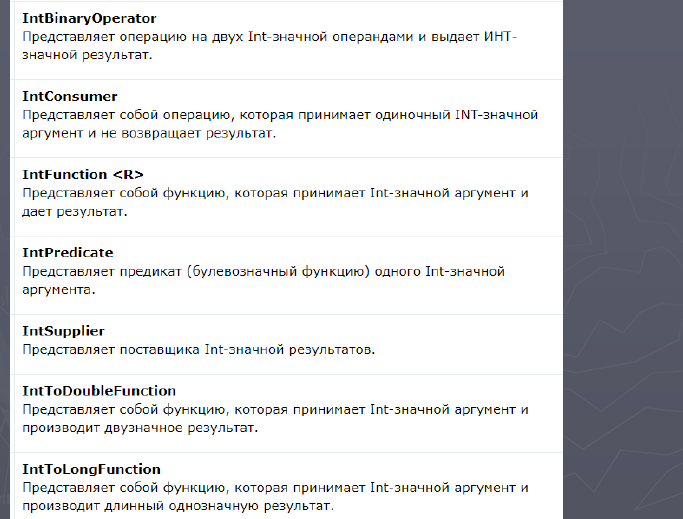 IntBinaryOperator
Представляет операцию на двух Int-значной операндами и выдает ИНТ-
значной результат.
IntConsumer
Представляет собой операцию, которая принимает одиночный INT-значной
аргумент и не возвращает результат.
IntFunction <R>
Представляет собой функцию, которая принимает Int-значной аргумент и
дает результат.
IntPredicate
Представляет предикат (булевозначный функцию) одного Int-значной
аргумента.
IntSupplier
Представляет поставщика Int-значной результатов.
IntToDoubleFunction
Представляет собой функцию, которая принимает Int-значной аргумент и
производит двузначное результат.
IntToLongFunction
Представляет собой функцию, которая принимает Int-значной аргумент и
производит длинный однозначную результат.